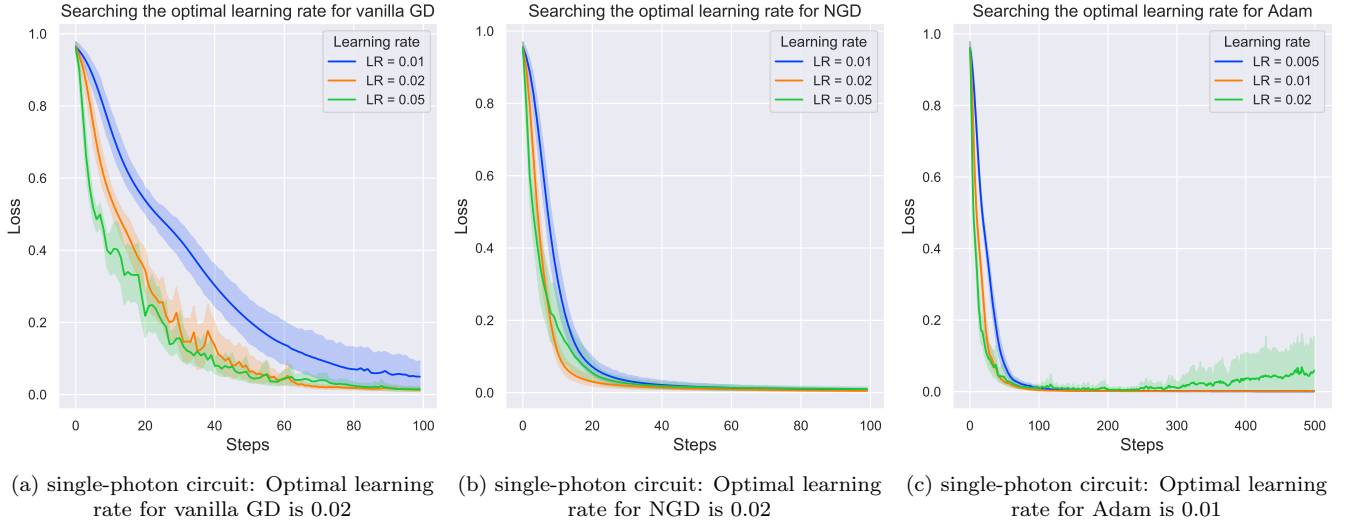 Searching the optimal learning rate for vanilla GD
1.0
0.8
0.6
0.4
0.2
0.0
Loss
0
20
40
60
80
100
Steps
Learning rate
LR = 0.01
LR = 0.02
LR = 0.05
(a) single-photon circuit: Optimal learning
rate for vanilla GD is 0.02
Searching the optimal learning rate for NGD
1.0
0.8
0.6
0.4
0.2
0.0
Loss
0
20
40
60
80
100
Steps
Learning rate
LR = 0.01
LR = 0.02
LR = 0.05
(b) single-photon circuit: Optimal learning
rate for NGD is 0.02
Searching the optimal learning rate for Adam
1.0
0.8
0.6
0.4
0.2
0.0
Loss
0
100
200
300
400
500
Steps
Learning rate
LR = 0.005
LR = 0.01
LR = 0.02
(c) single-photon circuit: Optimal learning
rate for Adam is 0.01